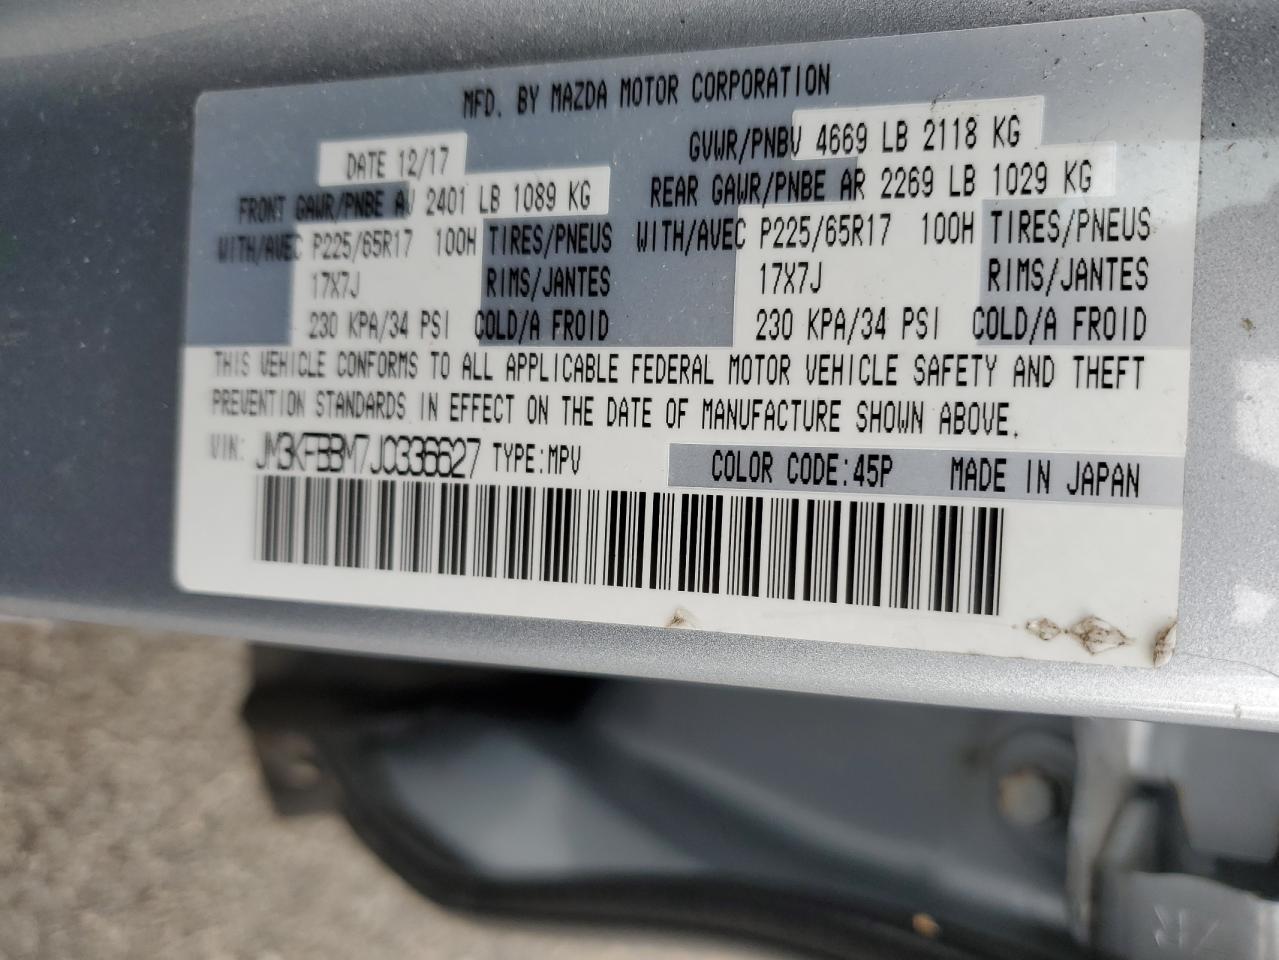 MFD. BY MAZDA MOTOR CORPORATION
DATE 12/17 GVWR/PNBV 4669 LB 2118 KG
FRONT GAWR/PNBE AV 2401 LB 1089 KG REAR GAWR/PNBE AR 2269 LB 1029 KG
WITH/AVEC P225/65R17 100H TIRES/PNEUS WITH/AVEC P225/65R17 100H TIRES/PNEUS
17X7J RIMS/JANTES 17X7J RIMS/JANTES
230 KPA/34 PSI COLD/A FROID 230 KPA/34 PSI COLD/A FROID
THIS VEHICLE CONFORMS TO ALL APPLICABLE FEDERAL MOTOR VEHICLE SAFETY AND THEFT
PREVENTION STANDARDS IN EFFECT ON THE DATE OF MANUFACTURE SHOWN ABOVE.
VIN: JM3KFBBM7J0336627 TYPE:MPV COLOR CODE:45P MADE IN JAPAN